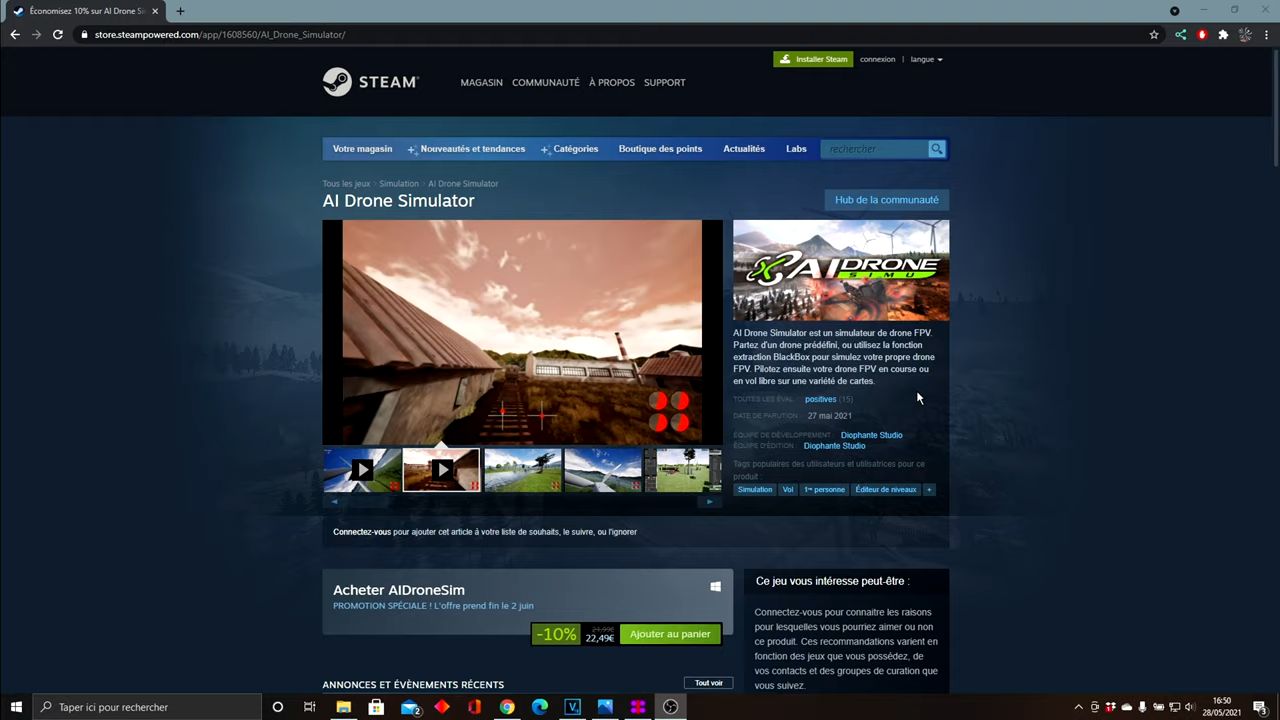 Économisez 10% sur AI Drone Si
store.steampowered.com/app/1608560/AI_Drone_Simulator/
Installer Steam
connexion | langue
STEAM
MAGASIN COMMUNAUTÉ À PROPOS SUPPORT
Votre magasin Nouveautés et tendances Catégories Boutique des points Actualités Labs rechercher
Tous les jeux > Simulation > AI Drone Simulator
AI Drone Simulator
Hub de la communauté
AI DRONE
SIMU
AI Drone Simulator est un simulateur de drone FPV.
Partez d'un drone prédéfini, ou utilisez la fonction
extraction BlackBox pour simulez votre propre drone
FPV. Pilotez ensuite votre drone FPV en course ou
en vol libre sur une variété de cartes.
TOUTES LES ÉVAL. : positives (15)
DATE DE PARUTION : 27 mai 2021
ÉQUIPE DE DÉVELOPPEMENT : Diophante Studio
ÉQUIPE D'ÉDITION : Diophante Studio
Tags populaires des utilisateurs et utilisatrices pour ce
produit :
Simulation Vol 1re personne Éditeur de niveaux +
Connectez-vous pour ajouter cet article à votre liste de souhaits, le suivre, ou l'ignorer
Acheter AIDroneSim
PROMOTION SPÉCIALE ! L'offre prend fin le 2 juin
-10% 22,49€ Ajouter au panier
Ce jeu vous intéresse peut-être :
Connectez-vous pour connaitre les raisons
pour lesquelles vous pourriez aimer ou non
ce produit. Ces recommandations varient en
fonction des jeux que vous possédez, de
vos contacts et des groupes de curation que
vous suivez.
ANNONCES ET ÉVÈNEMENTS RÉCENTS Tout voir
Taper ici pour rechercher
2
16:50
28/05/2021
3